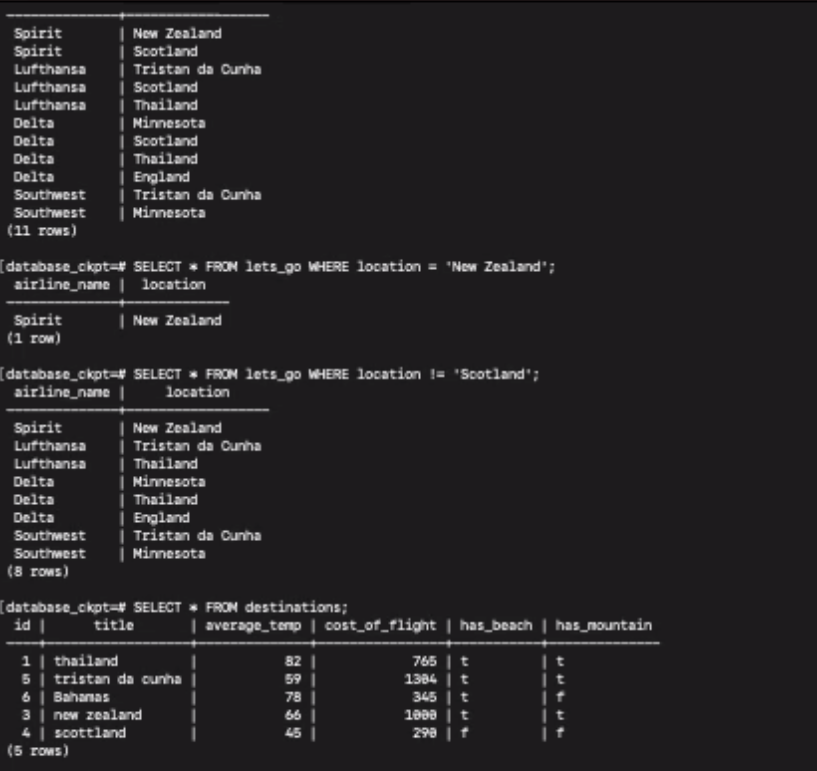 Spirit | New Zealand
Spirit | Scotland
Lufthansa | Tristan da Cunha
Lufthansa | Scotland
Lufthansa | Thailand
Delta | Minnesota
Delta | Scotland
Delta | Thailand
Delta | England
Southwest | Tristan da Cunha
Southwest | Minnesota
(11 rows)
[database_ckpt=# SELECT * FROM lets_go WHERE location = 'New Zealand';
airline_name | location
Spirit | New Zealand
(1 row)
[database_ckpt=# SELECT * FROM lets_go WHERE location != 'Scotland';
airline_name | location
Spirit | New Zealand
Lufthansa | Tristan da Cunha
Lufthansa | Thailand
Delta | Minnesota
Delta | Thailand
Delta | England
Southwest | Tristan da Cunha
Southwest | Minnesota
(8 rows)
[database_ckpt=# SELECT * FROM destinations;
id | title | average_temp | cost_of_flight | has_beach | has_mountain
1 | thailand | 82 | 765 | t | t
5 | tristan da cunha | 59 | 1304 | t | t
6 | Bahamas | 78 | 345 | t | f
3 | new zealand | 66 | 1000 | t | t
4 | scottland | 45 | 290 | f | f
(5 rows)